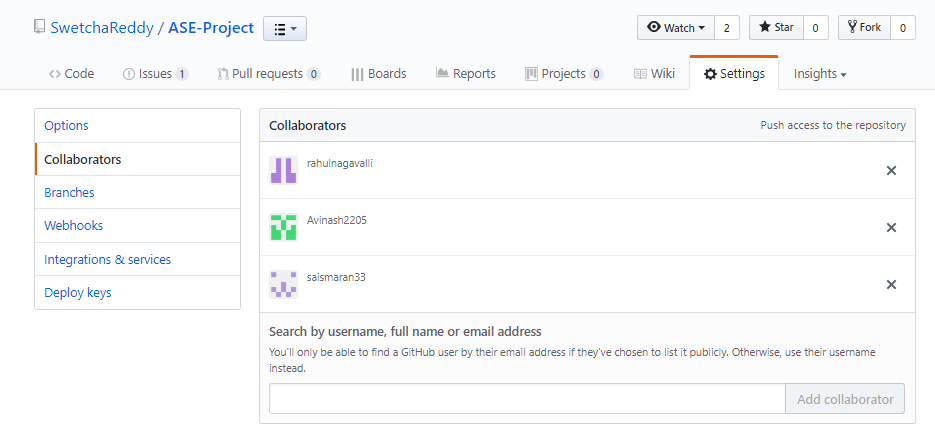 SwetchaReddy / ASE-Project
Watch 2 Star 0 Fork 0
<> Code Issues 1 Pull requests 0 Boards Reports Projects 0 Wiki Settings Insights
Options
Collaborators
Branches
Webhooks
Integrations & services
Deploy keys
Collaborators Push access to the repository
rahulnagavalli
Avinash2205
saismaran33
Search by username, full name or email address
You'll only be able to find a GitHub user by their email address if they've chosen to list it publicly. Otherwise, use their username
instead.
Add collaborator